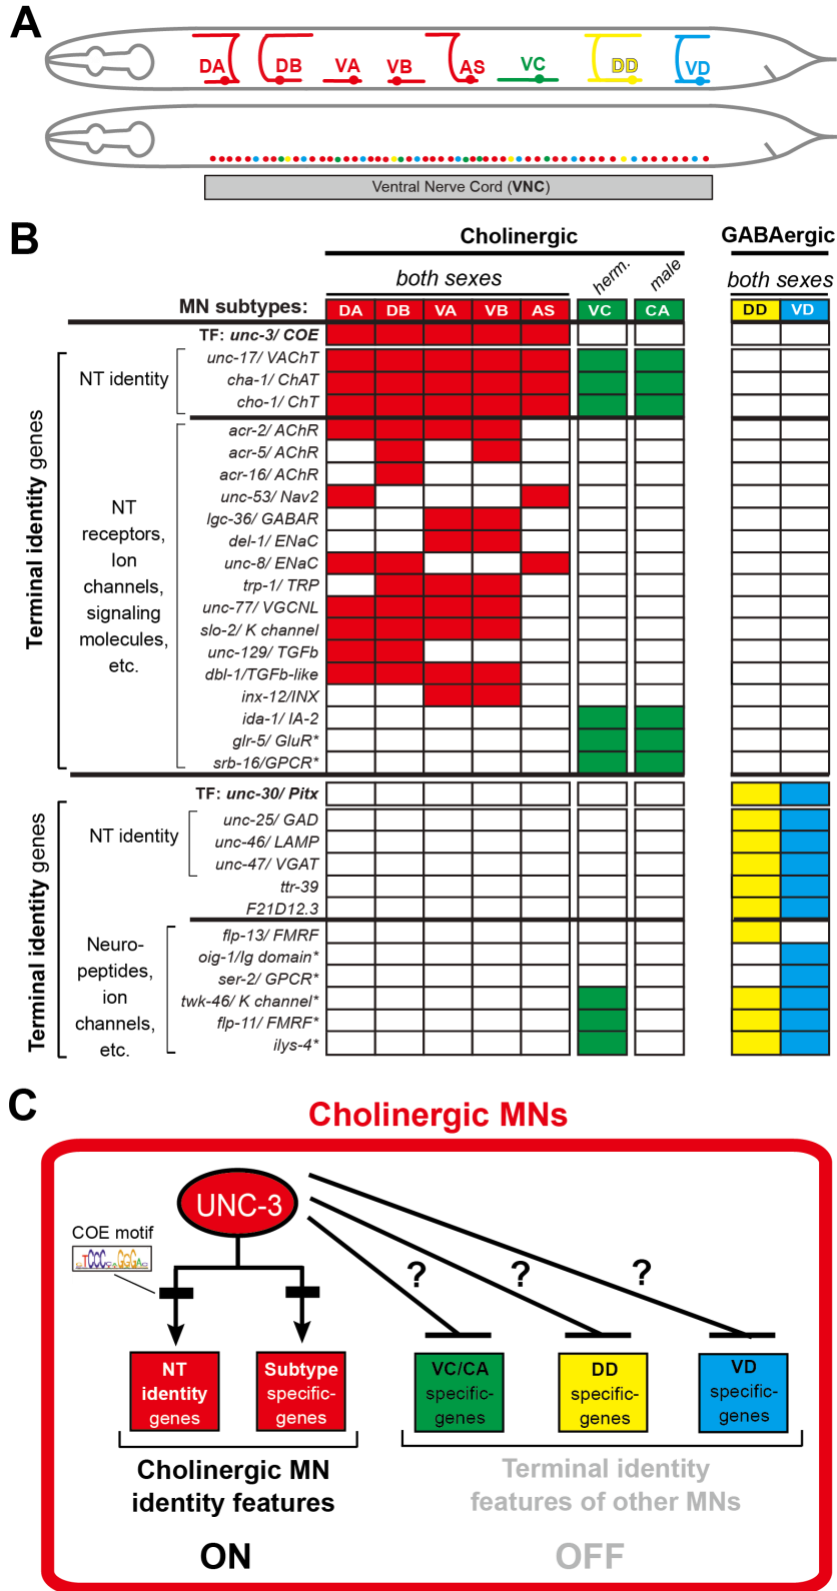 A
DA DB VA VB AS VC DD VD
Ventral Nerve Cord (VNC)
B
Cholinergic GABAergic
both sexes herm. male both sexes
MN subtypes: DA DB VA VB AS VC CA DD VD
TF: unc-3/ COE
Terminal identity genes
NT identity
unc-17/ VAChT
cha-1/ ChAT
cho-1/ ChT
NT
receptors,
Ion
channels,
signaling
molecules,
etc.
acr-2/ AChR
acr-5/ AChR
acr-16/ AChR
unc-53/ Nav2
lgc-36/ GABAR
del-1/ ENaC
unc-8/ ENaC
trp-1/ TRP
unc-77/ VGCNL
slo-2/ K channel
unc-129/ TGFb
dbl-1/TGFb-like
inx-12/INX
ida-1/ IA-2
glr-5/ GluR*
srb-16/GPCR*
TF: unc-30/ Pitx
Terminal identity genes
NT identity
unc-25/ GAD
unc-46/ LAMP
unc-47/ VGAT
ttr-39
F21D12.3
Neuro-
peptides,
ion
channels,
etc.
flp-13/ FMRF
oig-1/Ig domain*
ser-2/ GPCR*
twk-46/ K channel*
flp-11/ FMRF*
ilys-4*
C
Cholinergic MNs
UNC-3
COE motif
? ? ?
NT
identity
genes
Subtype
specific-
genes
VC/CA
specific-
genes
DD
specific-
genes
VD
specific-
genes
Cholinergic MN
identity features
Terminal identity
features of other MNs
ON OFF